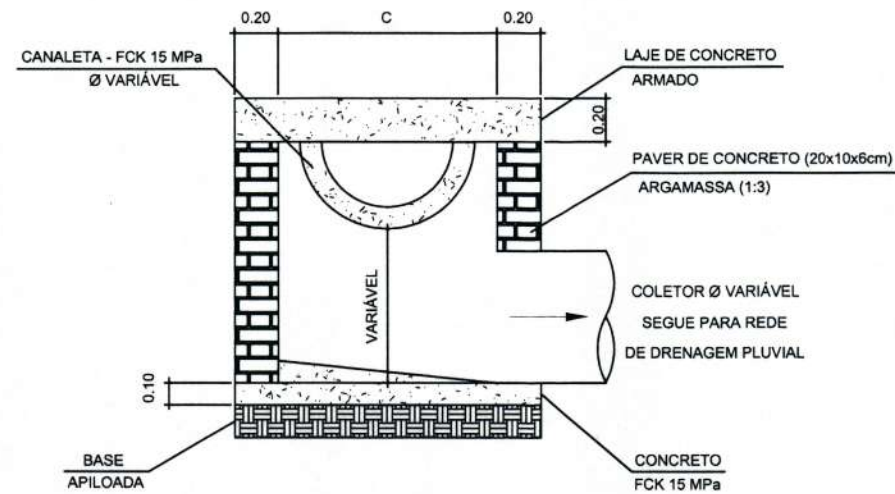 0.20
C
0.20
CANALETA - FCK 15 MPa
Ø VARIÁVEL
LAJE DE CONCRETO
ARMADO
0.20
PAVER DE CONCRETO (20x10x6cm)
ARGAMASSA (1:3)
VARIÁVEL
COLETOR Ø VARIÁVEL
SEGUE PARA REDE
DE DRENAGEM PLUVIAL
0.10
BASE
APILOADA
CONCRETO
FCK 15 MPa